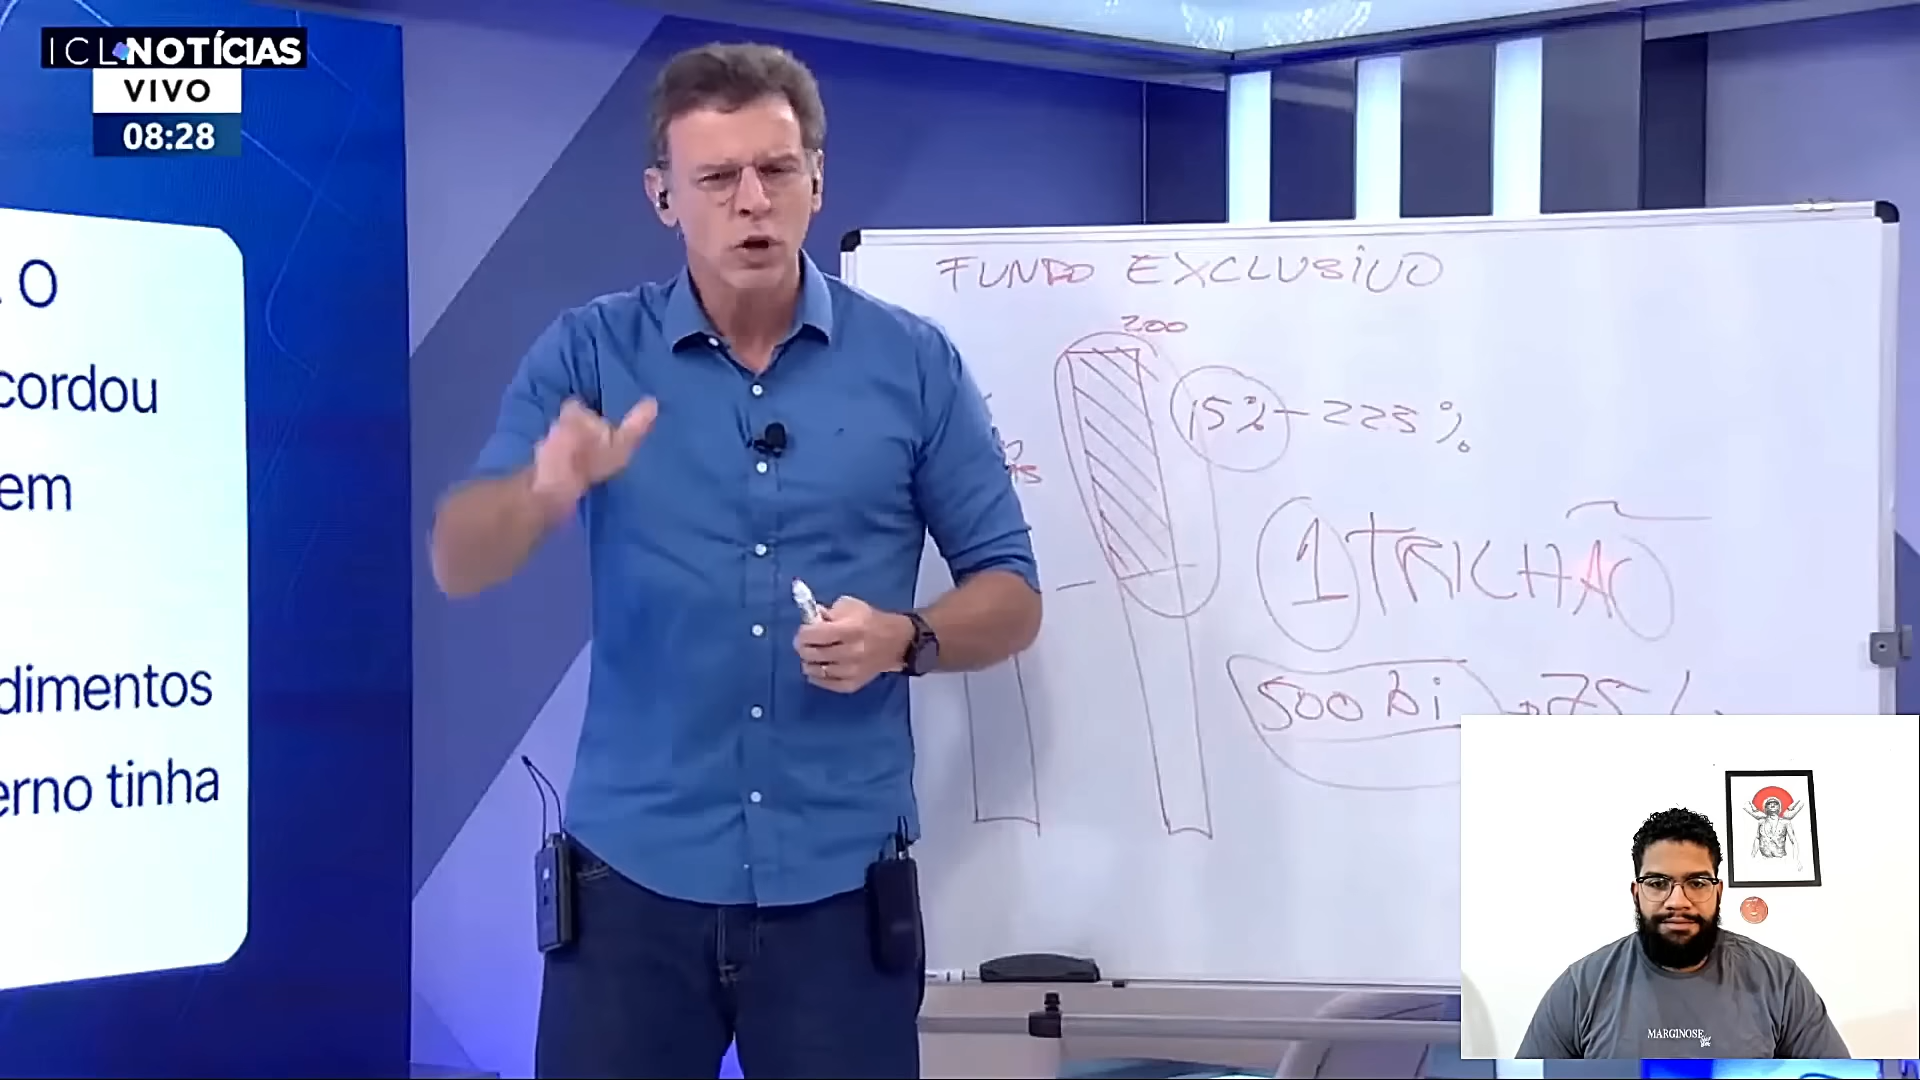 ICL NOTÍCIAS
VIVO
08:28
O
cordou
em
dimentos
erno tinha
FUNDO EXCLUSIVO
200
15% - 225%
1 TRILHÃO
500 bi
MARGINOSE